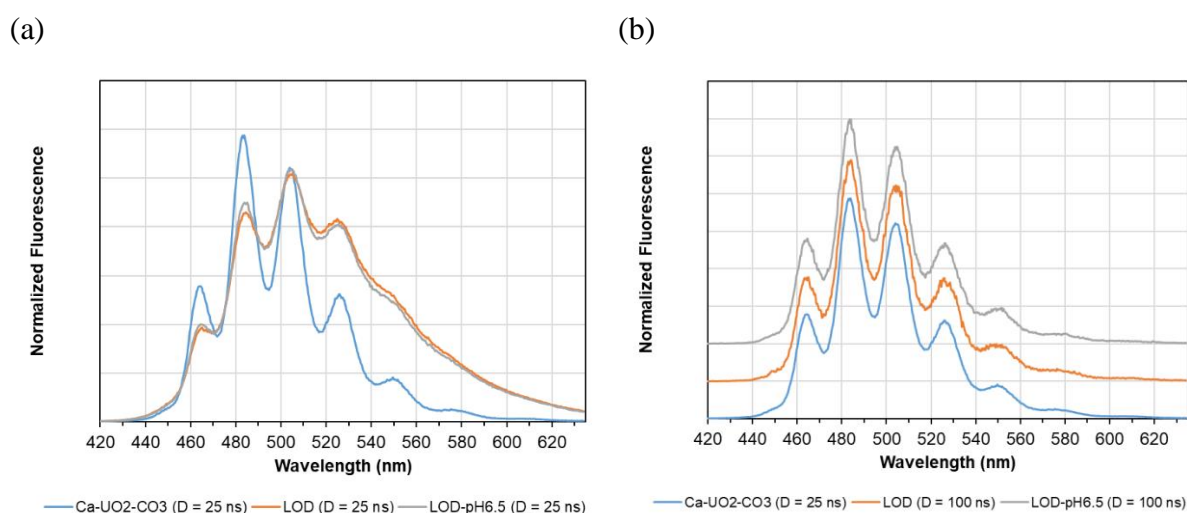 (a)
Normalized Fluorescence
420 440 460 480 500 520 540 560 580 600 620
Wavelength (nm)
Ca-UO2-CO3 (D = 25 ns) LOD (D = 25 ns) LOD-pH6.5 (D = 25 ns)
(b)
Normalized Fluorescence
420 440 460 480 500 520 540 560 580 600 620
Wavelength (nm)
Ca-UO2-CO3 (D = 25 ns) LOD (D = 100 ns) LOD-pH6.5 (D = 100 ns)